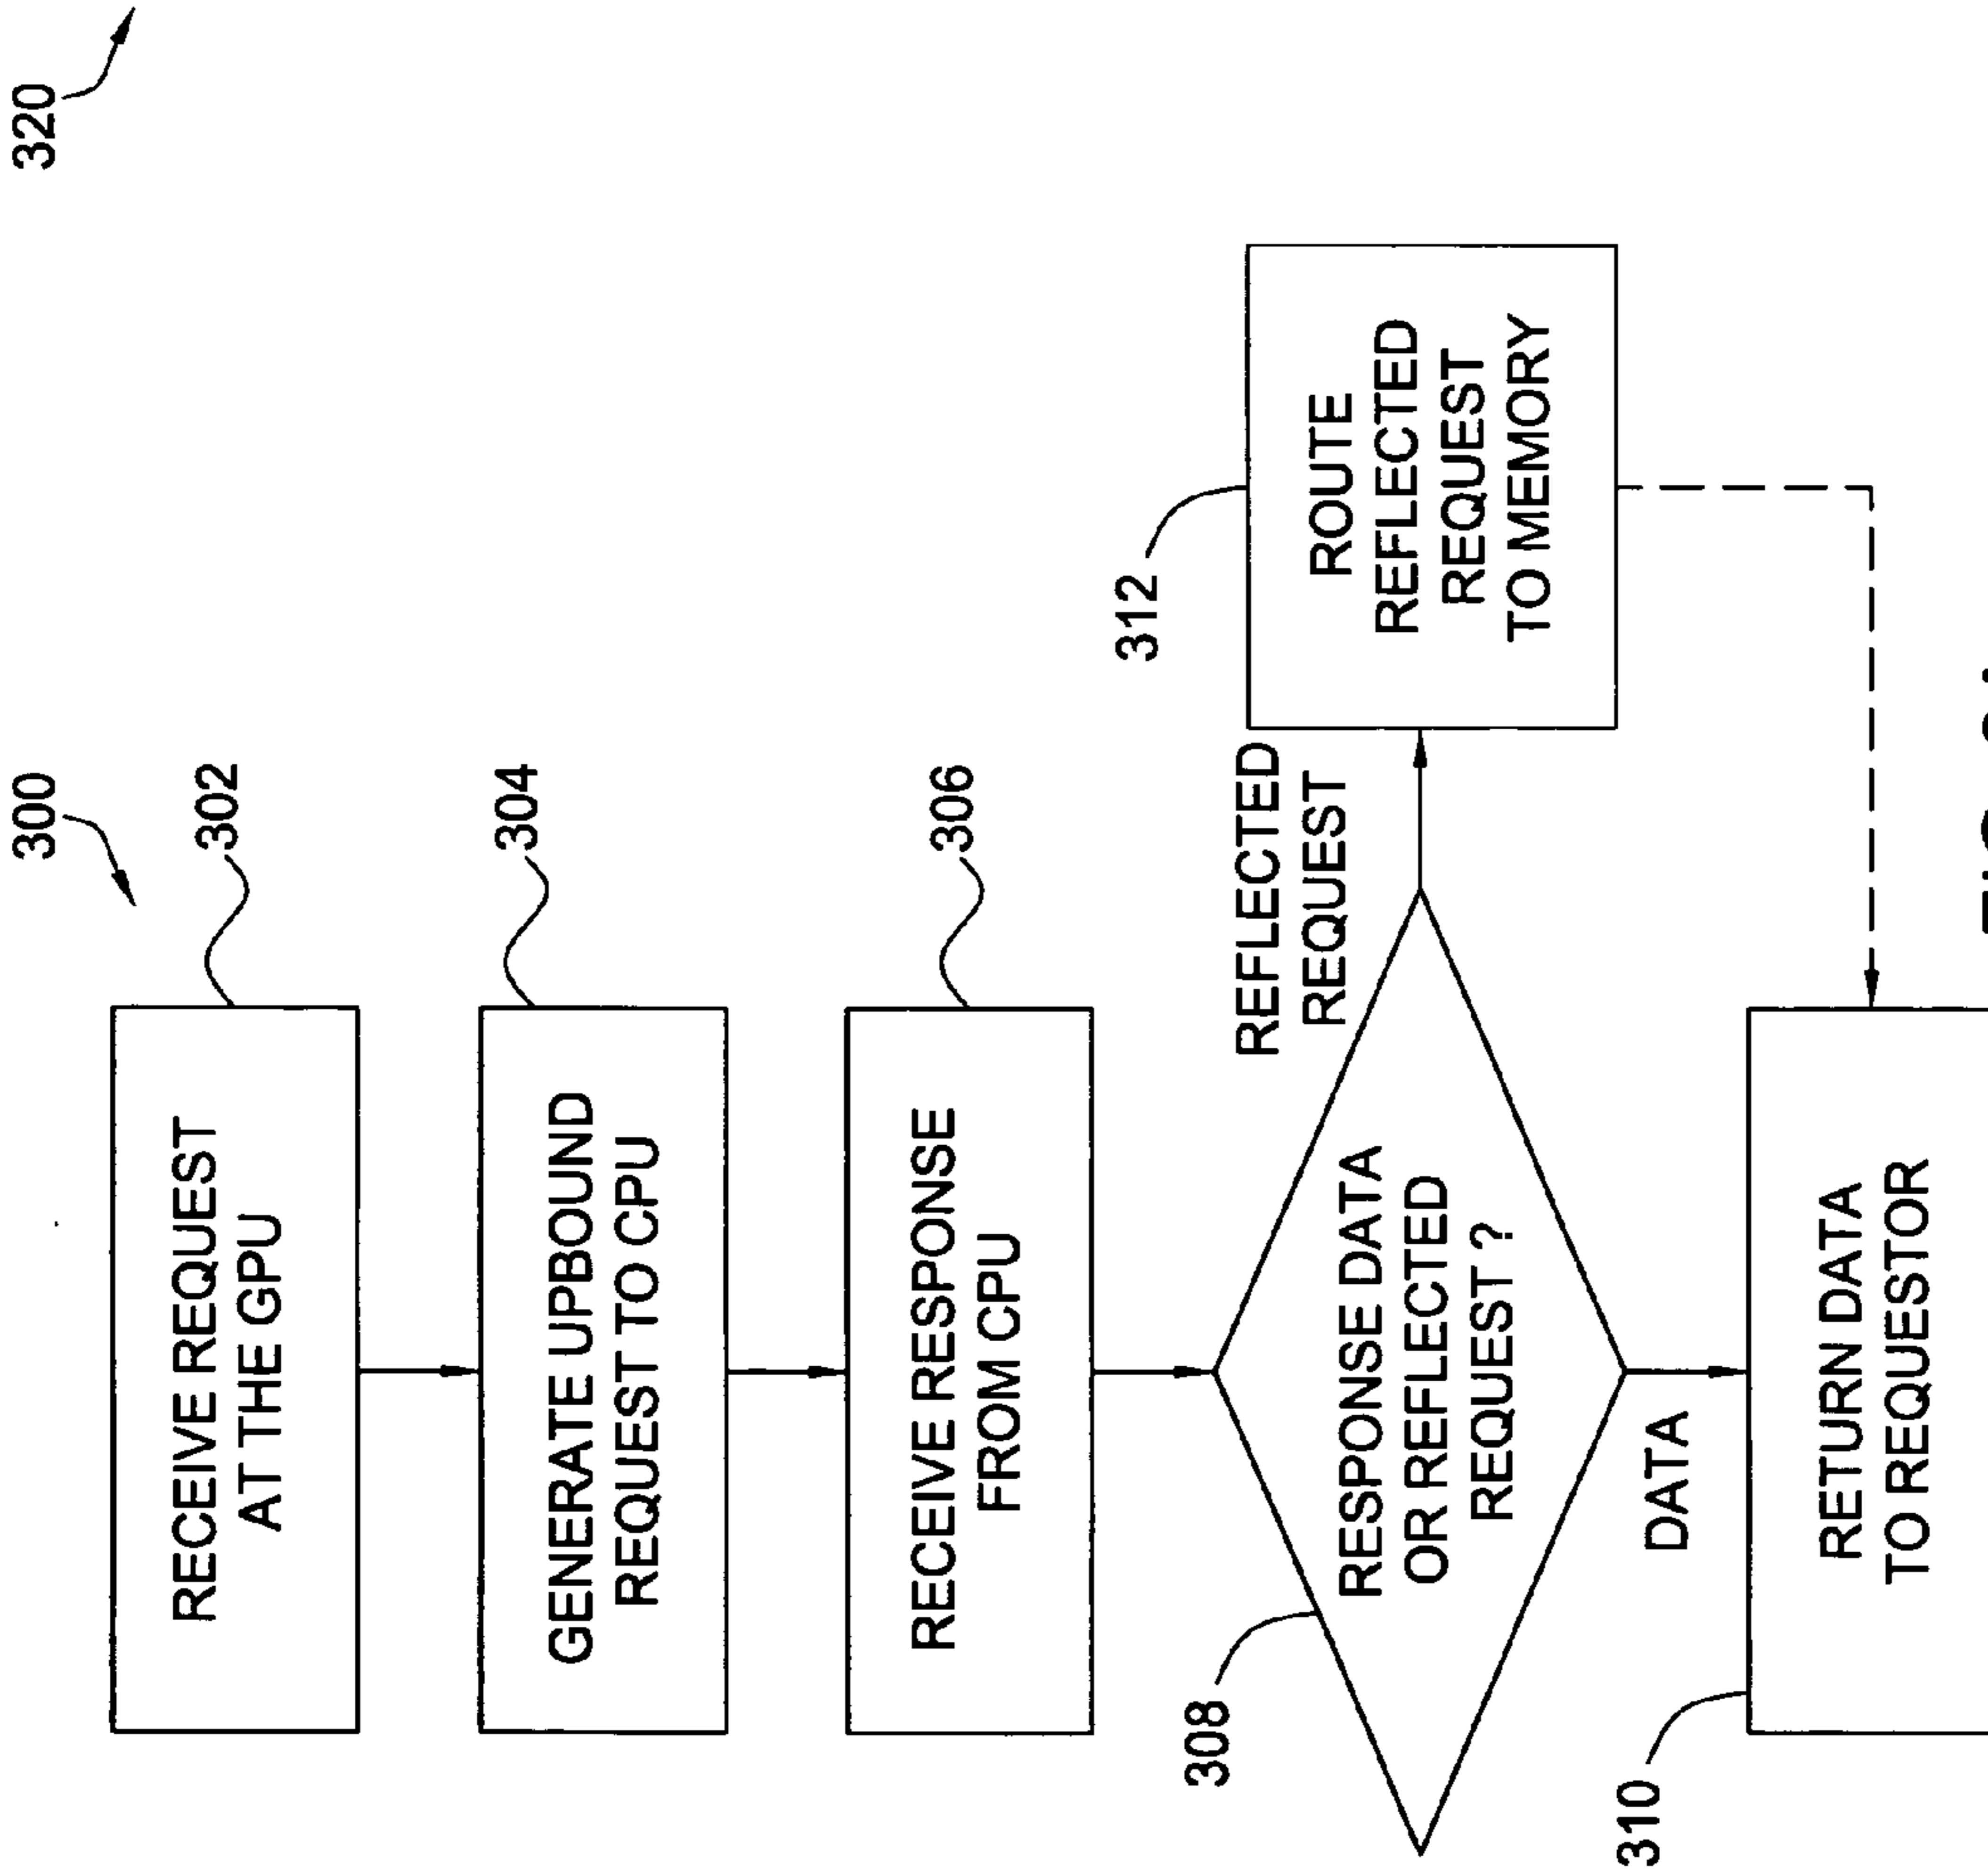 300
320
RECEIVE REQUEST
AT THE GPU
302
GENERATE UPBOUND
REQUEST TO CPU
304
RECEIVE RESPONSE
FROM CPU
306
308
RESPONSE DATA
OR REFLECTED
REQUEST ?
REFLECTED
REQUEST
312
ROUTE
REFLECTED
REQUEST
TO MEMORY
DATA
310
RETURN DATA
TO REQUESTOR